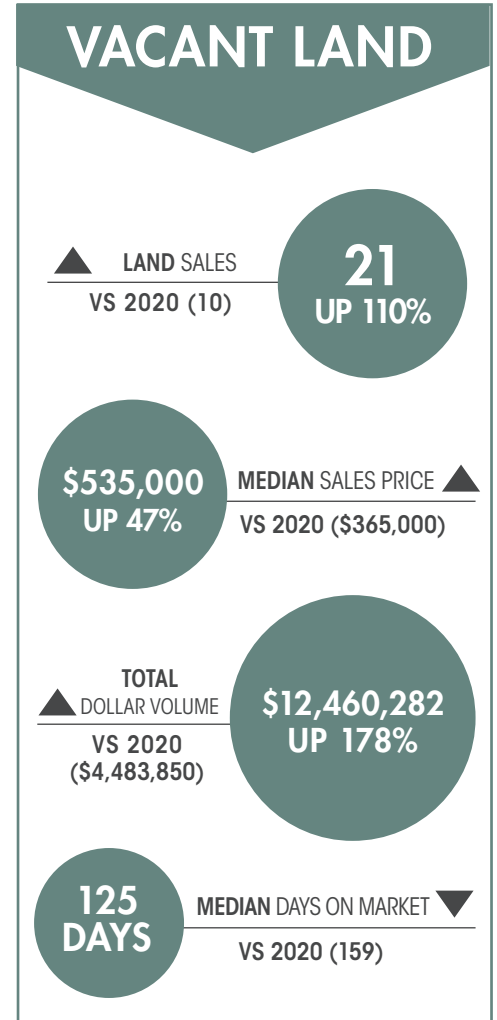 VACANT LAND
LAND SALES
VS 2020 (10)
21
UP 110%
$535,000
UP 47%
MEDIAN SALES PRICE
VS 2020 ($365,000)
TOTAL
DOLLAR VOLUME
VS 2020
($4,483,850)
$12,460,282
UP 178%
125
DAYS
MEDIAN DAYS ON MARKET
VS 2020 (159)